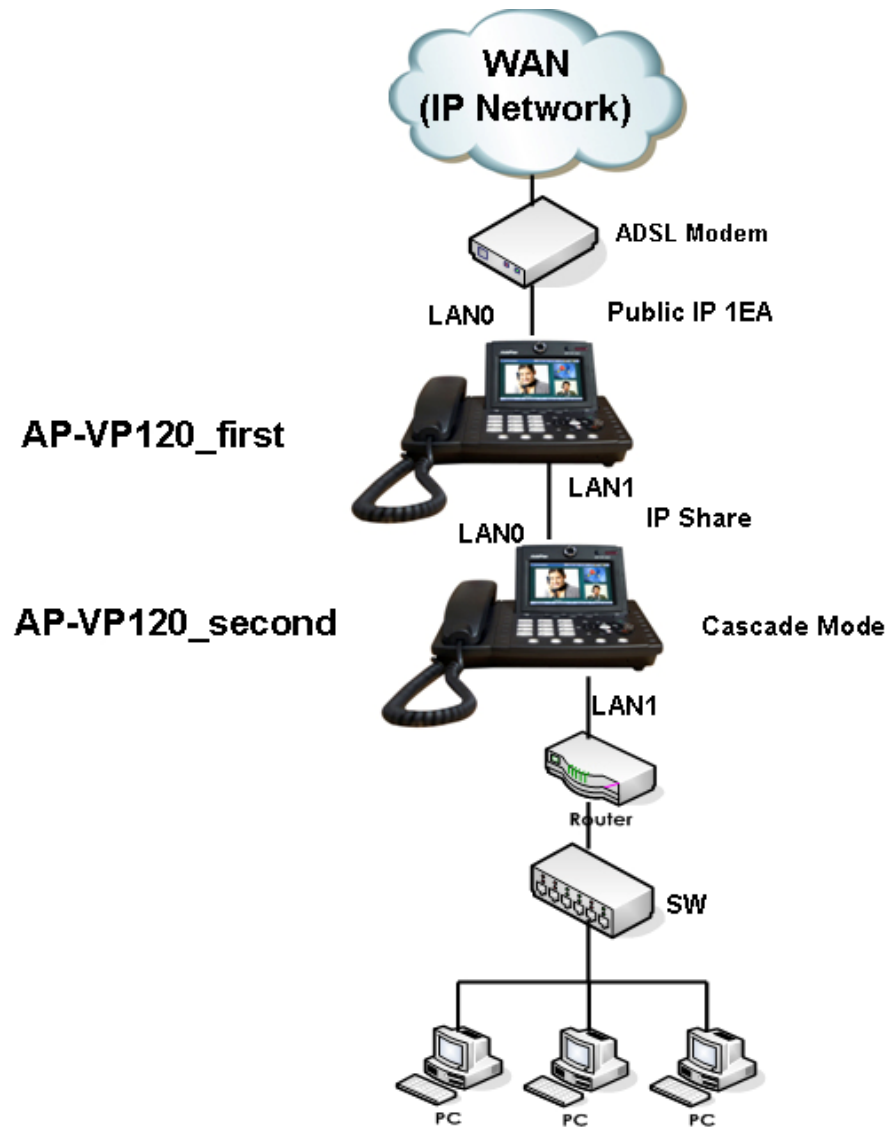 WAN
(IP Network)
ADSL Modem
LAN0
Public IP 1EA
AP-VP120_first
LAN1
IP Share
LAN0
AP-VP120_second
Cascade Mode
LAN1
Router
SW
PC
PC
PC